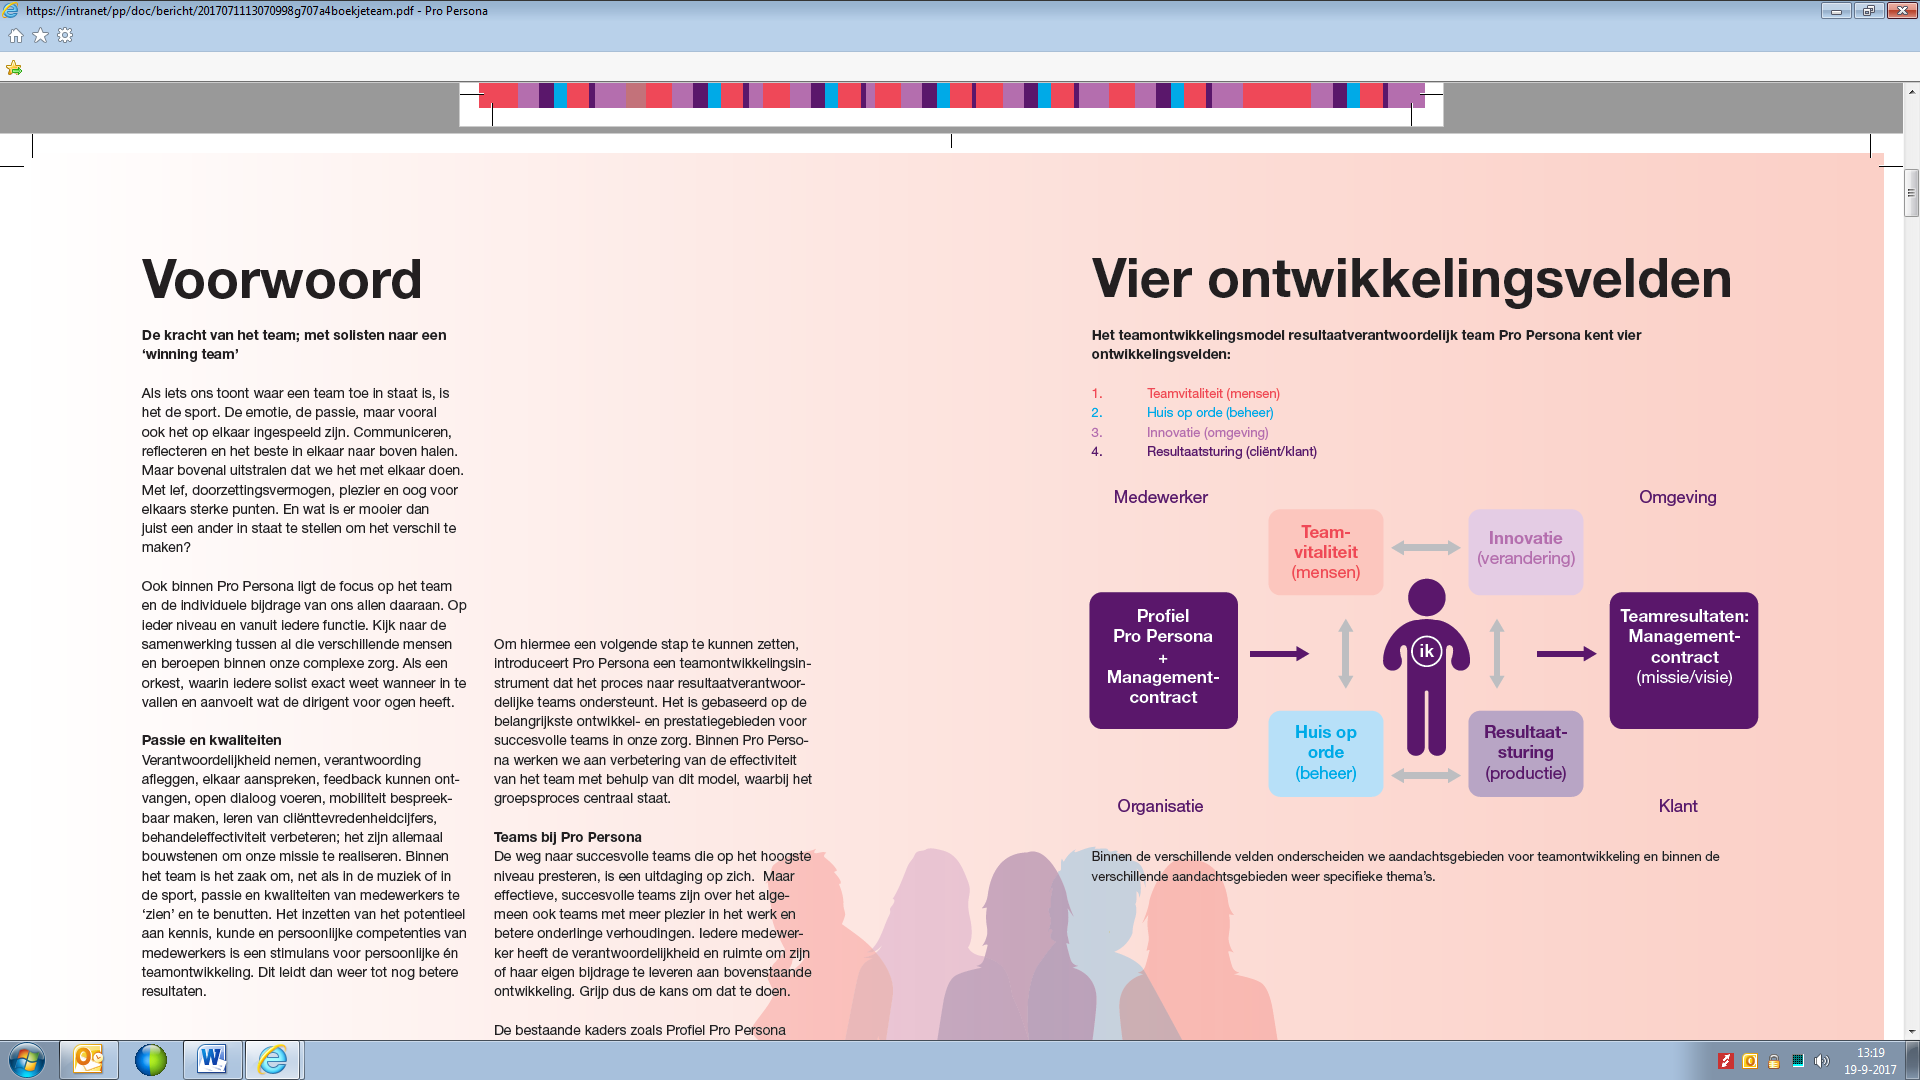 https://intranet/pp/doc/bericht/2017071113070998g707a4boekjeteam.pdf - Pro Persona
Voorwoord
De kracht van het team; met solisten naar een
‘winning team’
Als iets ons toont waar een team toe in staat is, is
het de sport. De emotie, de passie, maar vooral
ook het op elkaar ingespeeld zijn. Communiceren,
reflecteren en het beste in elkaar naar boven halen.
Maar bovenal uitstralen dat we het met elkaar doen.
Met lef, doorzettingsvermogen, plezier en oog voor
elkaars sterke punten. En wat is er mooier dan
juist een ander in staat te stellen om het verschil te
maken?
Ook binnen Pro Persona ligt de focus op het team
en de individuele bijdrage van ons allen daaraan. Op
ieder niveau en vanuit iedere functie. Kijk naar de
samenwerking tussen al die verschillende mensen
en beroepen binnen onze complexe zorg. Als een
orkest, waarin iedere solist exact weet wanneer in te
vallen en aanvoelt wat de dirigent voor ogen heeft.
Passie en kwaliteiten
Verantwoordelijkheid nemen, verantwoording
afleggen, elkaar aanspreken, feedback kunnen ont-
vangen, open dialoog voeren, mobiliteit bespreek-
baar maken, leren van cliënttevredenheidcijfers,
behandeleffectiviteit verbeteren; het zijn allemaal
bouwstenen om onze missie te realiseren. Binnen
het team is het zaak om, net als in de muziek of in
de sport, passie en kwaliteiten van medewerkers te
‘zien’ en te benutten. Het inzetten van het potentieel
aan kennis, kunde en persoonlijke competenties van
medewerkers is een stimulans voor persoonlijke én
teamontwikkeling. Dit leidt dan weer tot nog betere
resultaten.
Om hiermee een volgende stap te kunnen zetten,
introduceert Pro Persona een teamontwikkelingsin-
strument dat het proces naar resultaatverantwoor-
delijke teams ondersteunt. Het is gebaseerd op de
belangrijkste ontwikkel- en prestatiegebieden voor
succesvolle teams in onze zorg. Binnen Pro Perso-
na werken we aan verbetering van de effectiviteit
van het team met behulp van dit model, waarbij het
groepsproces centraal staat.
Teams bij Pro Persona
De weg naar succesvolle teams die op het hoogste
niveau presteren, is een uitdaging op zich.  Maar
effectieve, succesvolle teams zijn over het alge-
meen ook teams met meer plezier in het werk en
betere onderlinge verhoudingen. Iedere medewer-
ker heeft de verantwoordelijkheid en ruimte om zijn
of haar eigen bijdrage te leveren aan bovenstaande
ontwikkeling. Grijp dus de kans om dat te doen.
De bestaande kaders zoals Profiel Pro Persona
Vier ontwikkelingsvelden
Het teamontwikkelingsmodel resultaatverantwoordelijk team Pro Persona kent vier
ontwikkelingsvelden:
1. Teamvitaliteit (mensen)
2. Huis op orde (beheer)
3. Innovatie (omgeving)
4. Resultaatsturing (cliënt/klant)
Medewerker
Omgeving
Team-
vitaliteit
(mensen)
Innovatie
(verandering)
Profiel
Pro Persona
+
Management-
contract
ik
Teamresultaten:
Management-
contract
(missie/visie)
Huis op
orde
(beheer)
Resultaat-
sturing
(productie)
Organisatie
Klant
Binnen de verschillende velden onderscheiden we aandachtsgebieden voor teamontwikkeling en binnen de
verschillende aandachtsgebieden weer specifieke thema’s.
13:19
19-9-2017